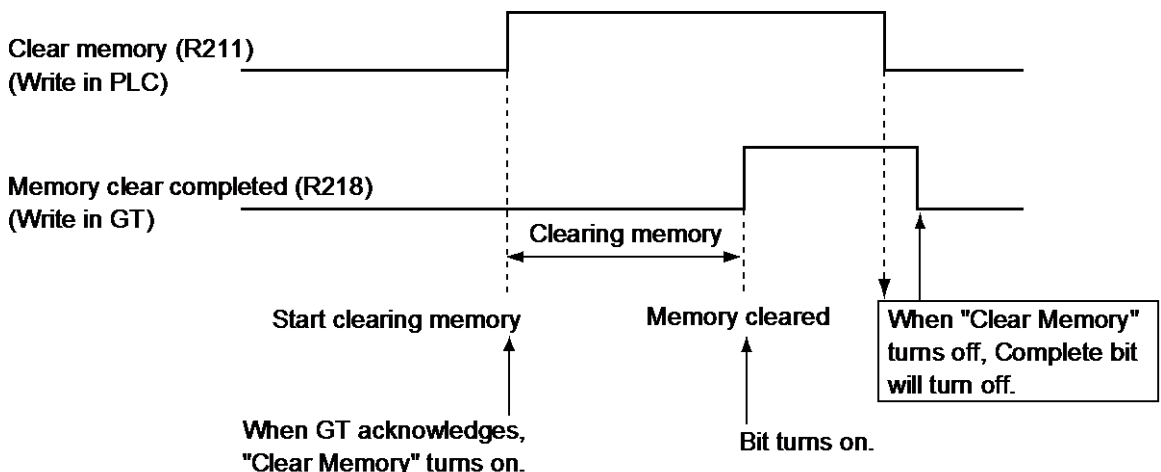 Clear memory (R211)
(Write in PLC)
Memory clear completed (R218)
(Write in GT)
Clearing memory
Start clearing memory
Memory cleared
When "Clear Memory"
turns off, Complete bit
will turn off.
When GT acknowledges,
"Clear Memory" turns on.
Bit turns on.